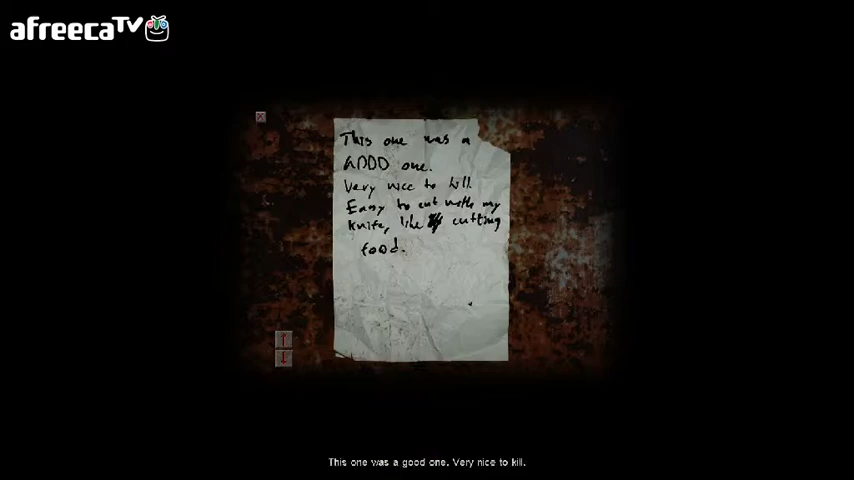 afreecaTV
This one was a
GOOD one.
Very nice to kill.
Easy to cut with my
knife, like cutting
food.
This one was a good one. Very nice to kill.